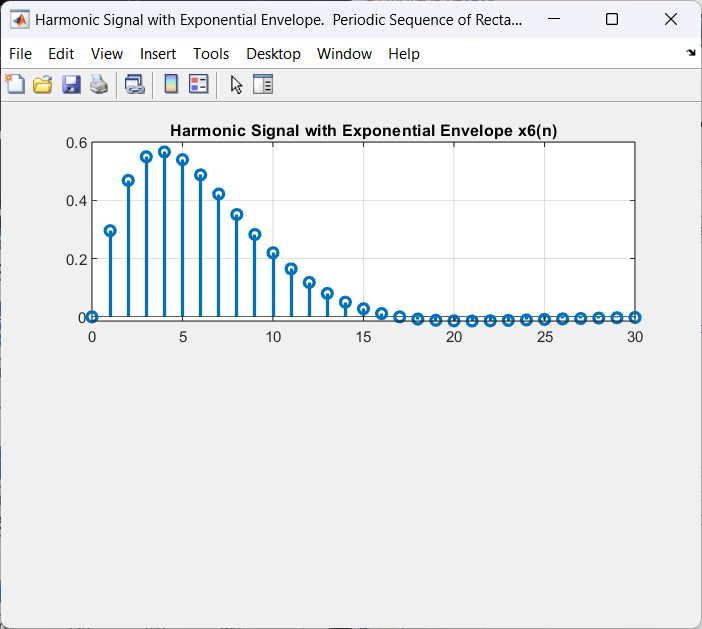 Harmonic Signal with Exponential Envelope.  Periodic Sequence of Recta...
File Edit View Insert Tools Desktop Window Help
Harmonic Signal with Exponential Envelope x6(n)
0.6
0.4
0.2
0
0 5 10 15 20 25 30